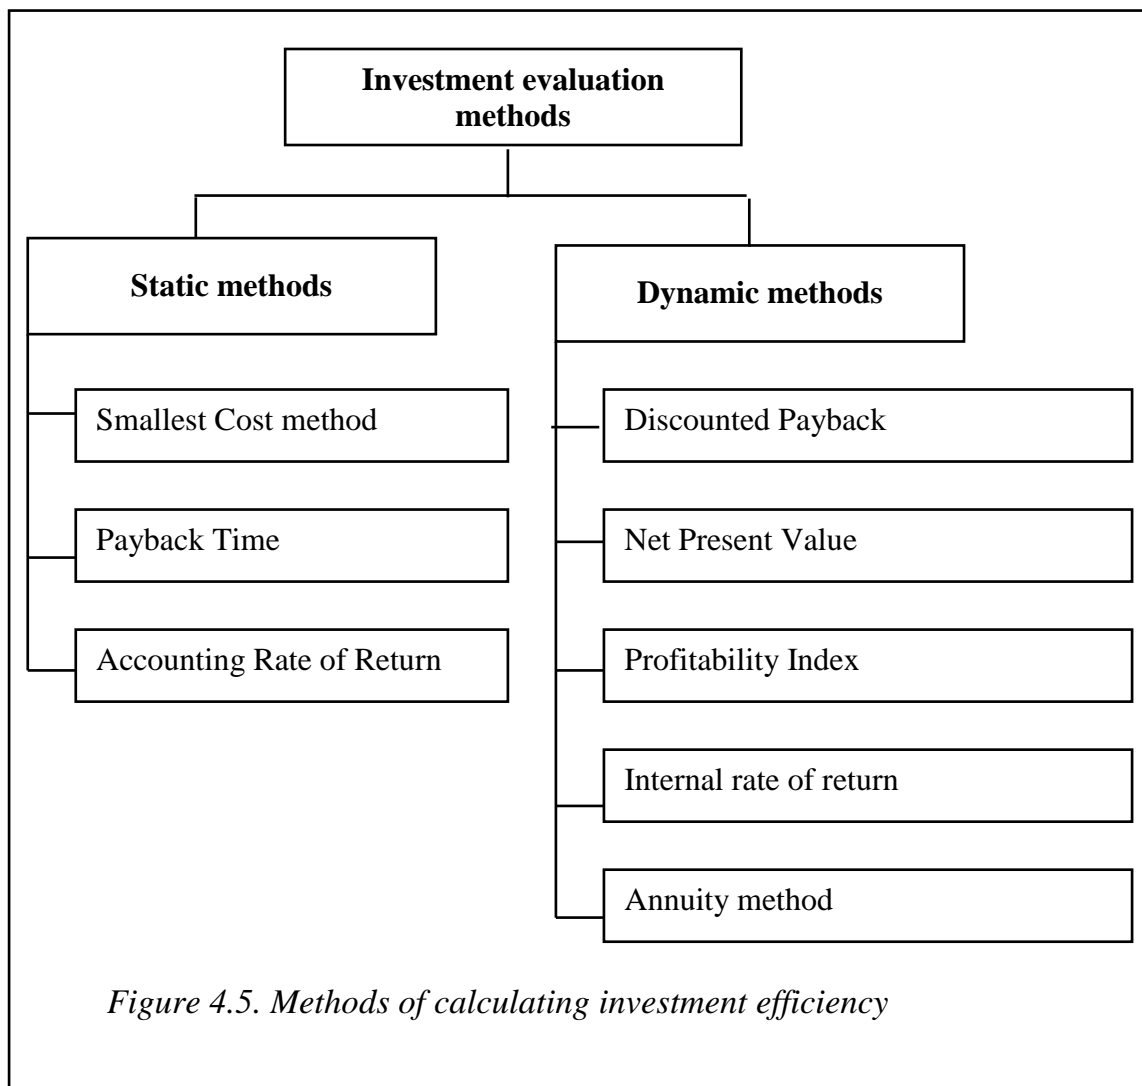 Investment evaluation
methods
Static methods
Smallest Cost method
Payback Time
Accounting Rate of Return
Dynamic methods
Discounted Payback
Net Present Value
Profitability Index
Internal rate of return
Annuity method
Figure 4.5. Methods of calculating investment efficiency